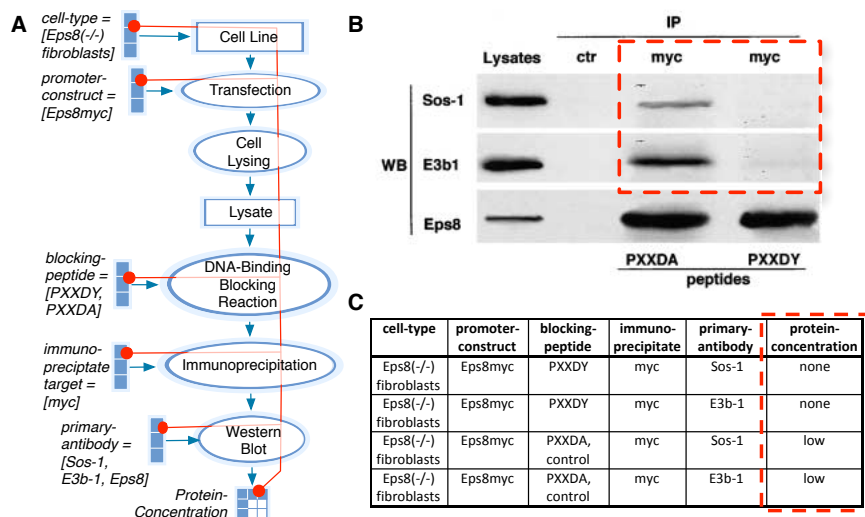 A
cell-type =
[Eps8(-/-)
fibroblasts]
Cell Line
promoter-
construct =
[Eps8myc]
Transfection
Cell
Lysing
Lysate
blocking-
peptide =
[PXXDY,
PXXDA]
DNA-Binding
Blocking
Reaction
immuno-
preciptate
target =
[myc]
Immunoprecipitation
primary-
antibody =
[Sos-1,
E3b-1, Eps8]
Western
Blot
Protein-
Concentration
B
IP
Lysates ctr myc myc
WB
Sos-1
E3b1
Eps8
PXXDA PXXDY
peptides
C
cell-type promoter-construct blocking-peptide immuno-precipitate primary-antibody protein-concentration
Eps8(-/-) fibroblasts Eps8myc PXXDY myc Sos-1 none
Eps8(-/-) fibroblasts Eps8myc PXXDY myc E3b-1 none
Eps8(-/-) fibroblasts Eps8myc PXXDA, control myc Sos-1 low
Eps8(-/-) fibroblasts Eps8myc PXXDA, control myc E3b-1 low